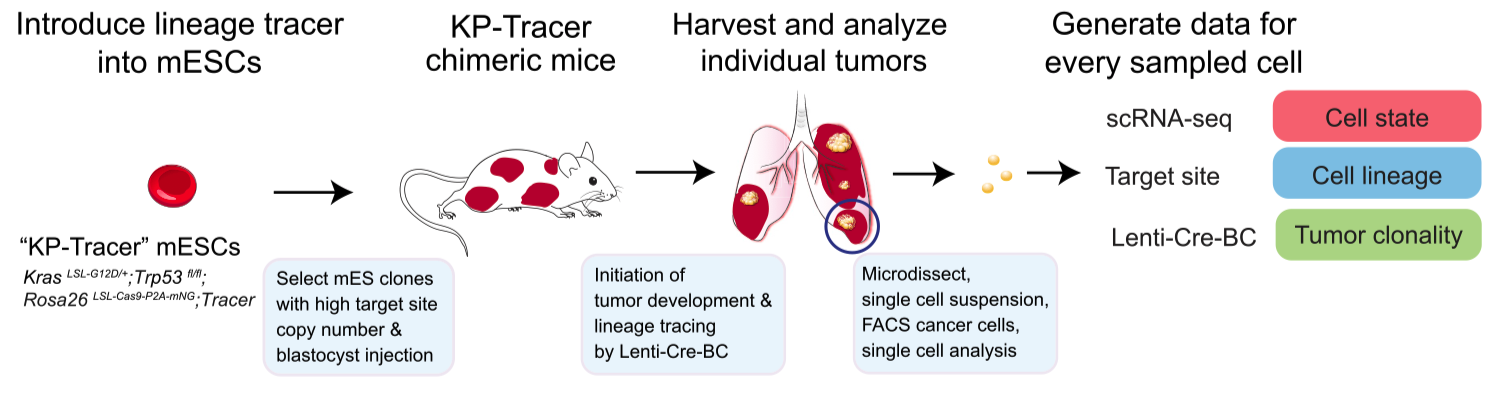 Introduce lineage tracer
into mESCs
KP-Tracer
chimeric mice
Harvest and analyze
individual tumors
Generate data for
every sampled cell
scRNA-seq
Cell state
Target site
Cell lineage
Lenti-Cre-BC
Tumor clonality
“KP-Tracer” mESCs
Kras LSL-G12D/+;Trp53 fl/fl;
Rosa26 LSL-Cas9-P2A-mNG;Tracer
Select mES clones
with high target site
copy number &
blastocyst injection
Initiation of
tumor development &
lineage tracing
by Lenti-Cre-BC
Microdissect,
single cell suspension,
FACS cancer cells,
single cell analysis